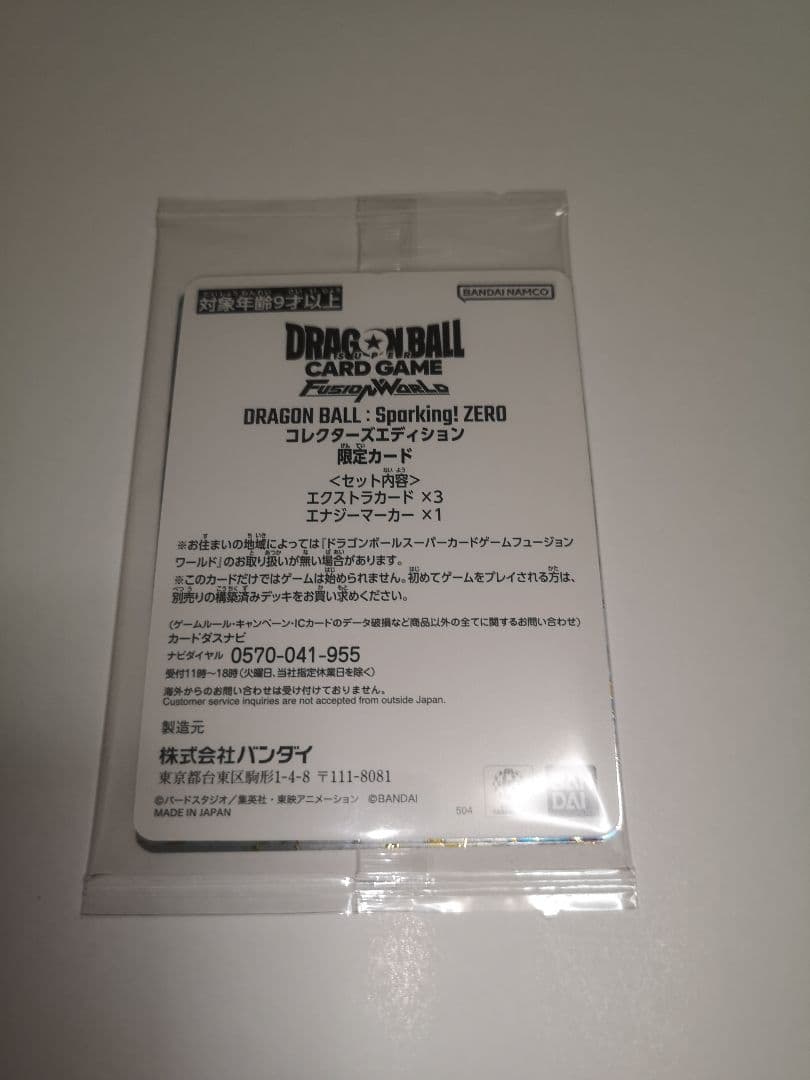 対象年齢9才以上
BANDAI NAMCO
DRAGON BALL
SUPER
CARD GAME
FUSION WORLD
DRAGON BALL : Sparking! ZERO
コレクターズエディション
限定カード
<セット内容>
エクストラカード ×3
エナジーマーカー ×1
※お住まいの地域によっては『ドラゴンボールスーパーカードゲームフュージョン
ワールド』のお取り扱いが無い場合があります。
※このカードだけではゲームは始められません。初めてゲームをプレイされる方は、
別売りの構築済みデッキをお買い求めください。
(ゲームルール・キャンペーン・ICカードのデータ破損など商品以外の全てに関するお問い合わせ)
カードダスナビ
ナビダイヤル 0570-041-955
受付11時〜18時(火曜日、当社指定休業日を除く)
海外からのお問い合わせは受け付けておりません。
Customer service inquiries are not accepted from outside Japan.
製造元
株式会社バンダイ
東京都台東区駒形1-4-8 〒111-8081
©バードスタジオ/集英社・東映アニメーション ©BANDAI
MADE IN JAPAN
504
BAN
DAI